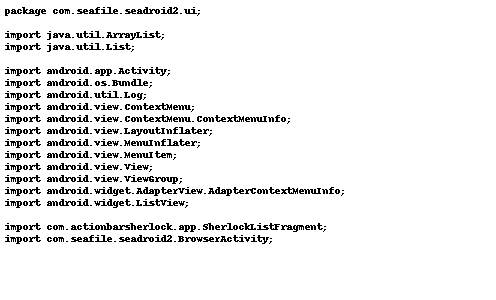 package com.seafile.seadroid2.ui;

import java.util.ArrayList;
import java.util.List;

import android.app.Activity;
import android.os.Bundle;
import android.util.Log;
import android.view.ContextMenu;
import android.view.ContextMenu.ContextMenuInfo;
import android.view.LayoutInflater;
import android.view.MenuInflater;
import android.view.MenuItem;
import android.view.View;
import android.view.ViewGroup;
import android.widget.AdapterView.AdapterContextMenuInfo;
import android.widget.ListView;

import com.actionbarsherlock.app.SherlockListFragment;
import com.seafile.seadroid2.BrowserActivity;